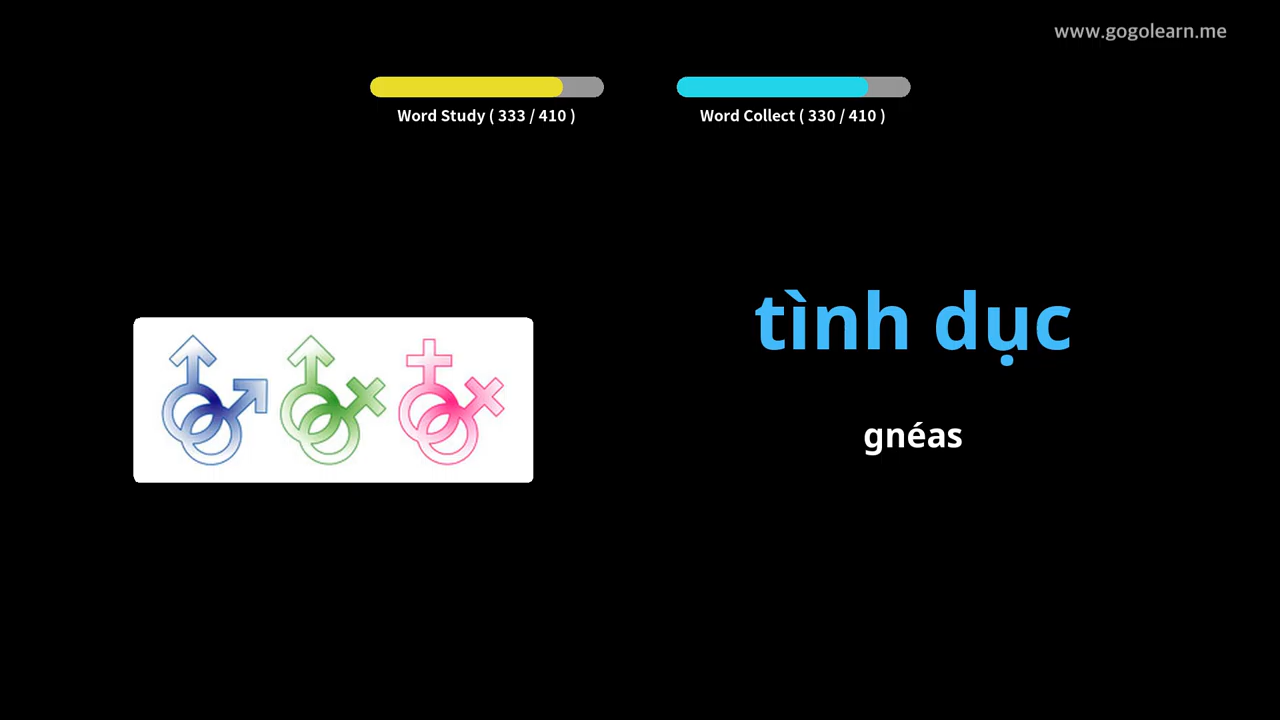 www.gogolearn.me
Word Study ( 333 / 410 )
Word Collect ( 330 / 410 )
tình dục
gnéas